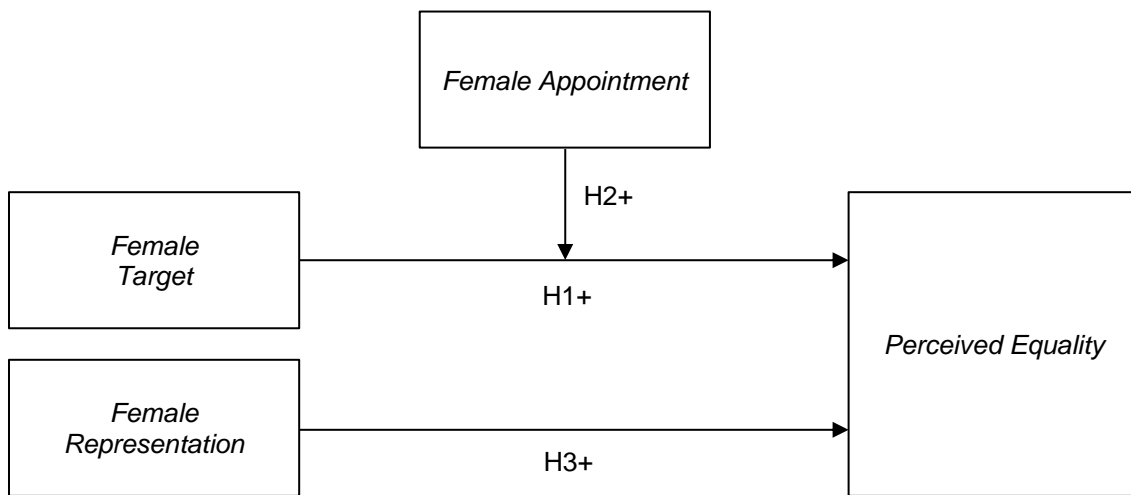 Female Appointment
H2+
Female
Target
H1+
Perceived Equality
Female
Representation
H3+